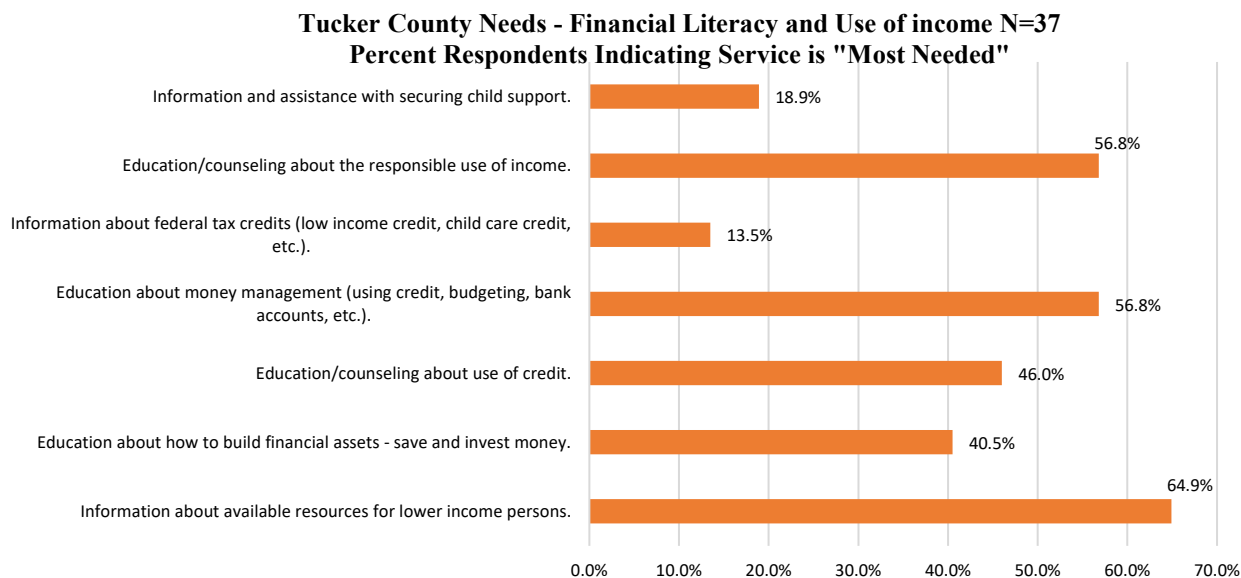 Tucker County Needs - Financial Literacy and Use of income N=37
Percent Respondents Indicating Service is "Most Needed"
Information and assistance with securing child support.
18.9%
Education/counseling about the responsible use of income.
56.8%
Information about federal tax credits (low income credit, child care credit,
etc.).
13.5%
Education about money management (using credit, budgeting, bank
accounts, etc.).
56.8%
Education/counseling about use of credit.
46.0%
Education about how to build financial assets - save and invest money.
40.5%
Information about available resources for lower income persons.
64.9%
0.0% 10.0% 20.0% 30.0% 40.0% 50.0% 60.0% 70.0%